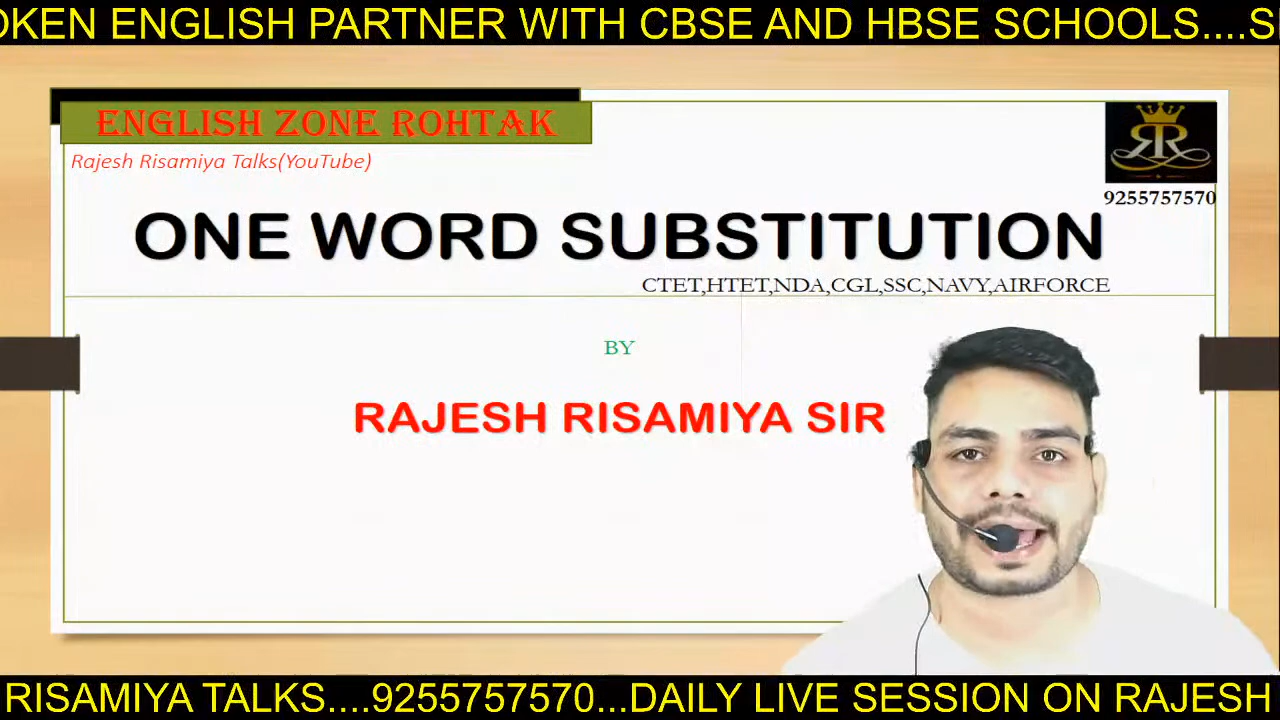 OKEN ENGLISH PARTNER WITH CBSE AND HBSE SCHOOLS....S
ENGLISH ZONE ROHTAK
Rajesh Risamiya Talks(YouTube)
RR
9255757570
ONE WORD SUBSTITUTION
CTET,HTET,NDA,CGL,SSC,NAVY,AIRFORCE
BY
RAJESH RISAMIYA SIR
RISAMIYA TALKS....9255757570...DAILY LIVE SESSION ON RAJESH